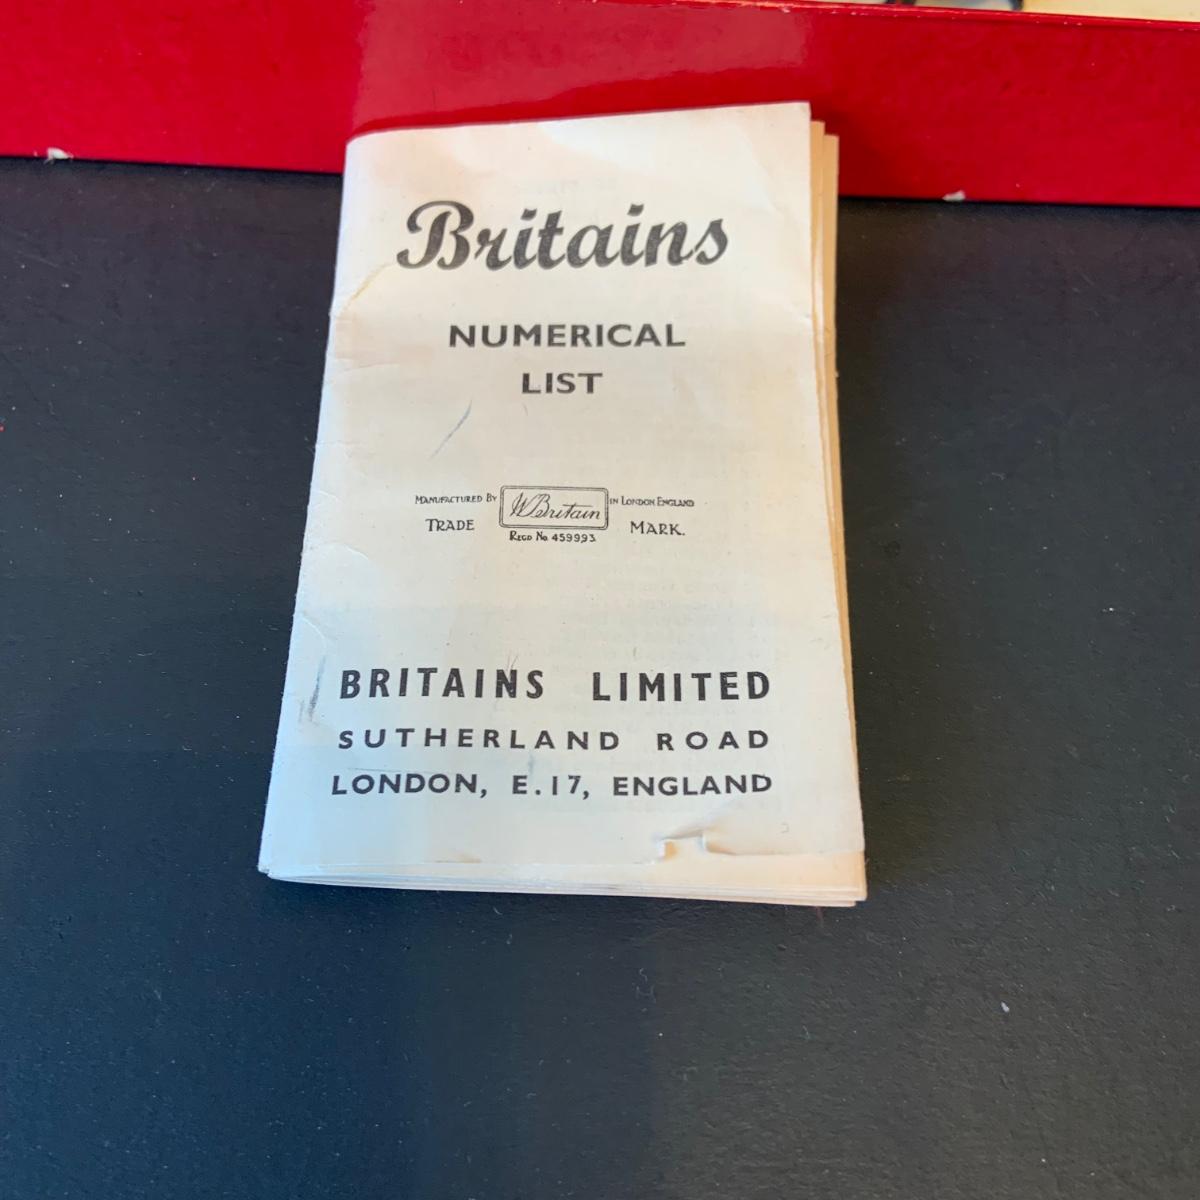 Britains
NUMERICAL
LIST
MANUFACTURED BY W Britain IN LONDON ENGLAND
TRADE MARK.
REGD No. 459993
BRITAINS LIMITED
SUTHERLAND ROAD
LONDON, E.17, ENGLAND